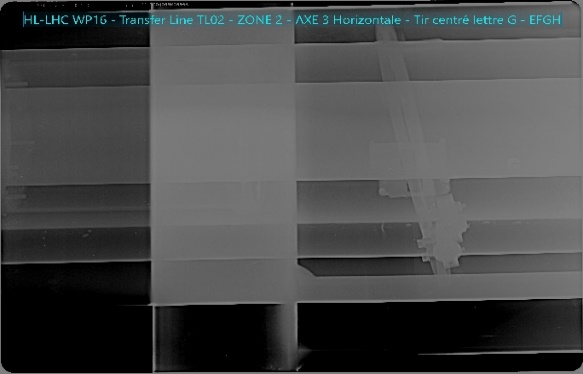 HL-LHC WP16 - Transfer Line TL02 - ZONE 2 - AXE 3 Horizontale - Tir centré lettre G - EFGH